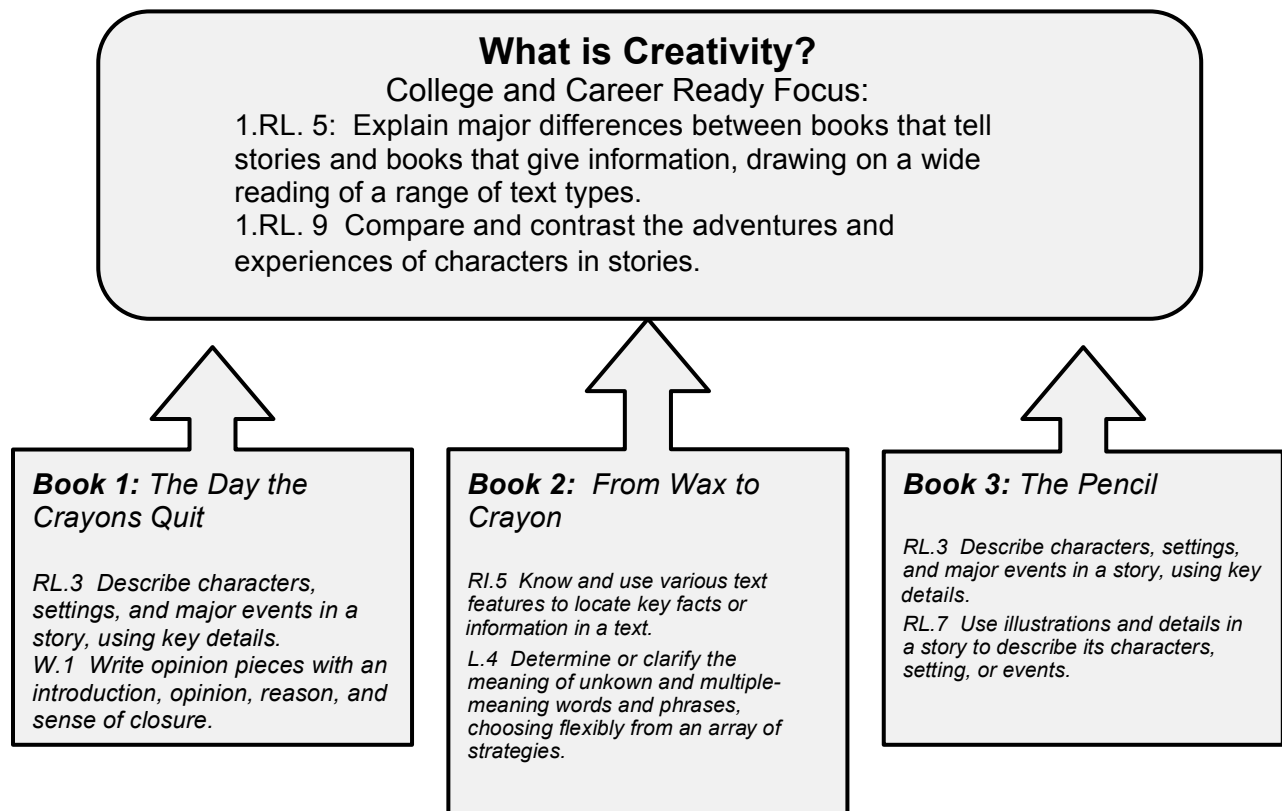 What is Creativity?
College and Career Ready Focus:
1.RL. 5:  Explain major differences between books that tell
stories and books that give information, drawing on a wide
reading of a range of text types.
1.RL. 9  Compare and contrast the adventures and
experiences of characters in stories.
Book 1: The Day the
Crayons Quit
RL.3  Describe characters,
settings, and major events in a
story, using key details.
W.1  Write opinion pieces with an
introduction, opinion, reason, and
sense of closure.
Book 2:  From Wax to
Crayon
RI.5  Know and use various text
features to locate key facts or
information in a text.
L.4  Determine or clarify the
meaning of unkown and multiple-
meaning words and phrases,
choosing flexibly from an array of
strategies.
Book 3: The Pencil
RL.3  Describe characters, settings,
and major events in a story, using key
details.
RL.7  Use illustrations and details in
a story to describe its characters,
setting, or events.